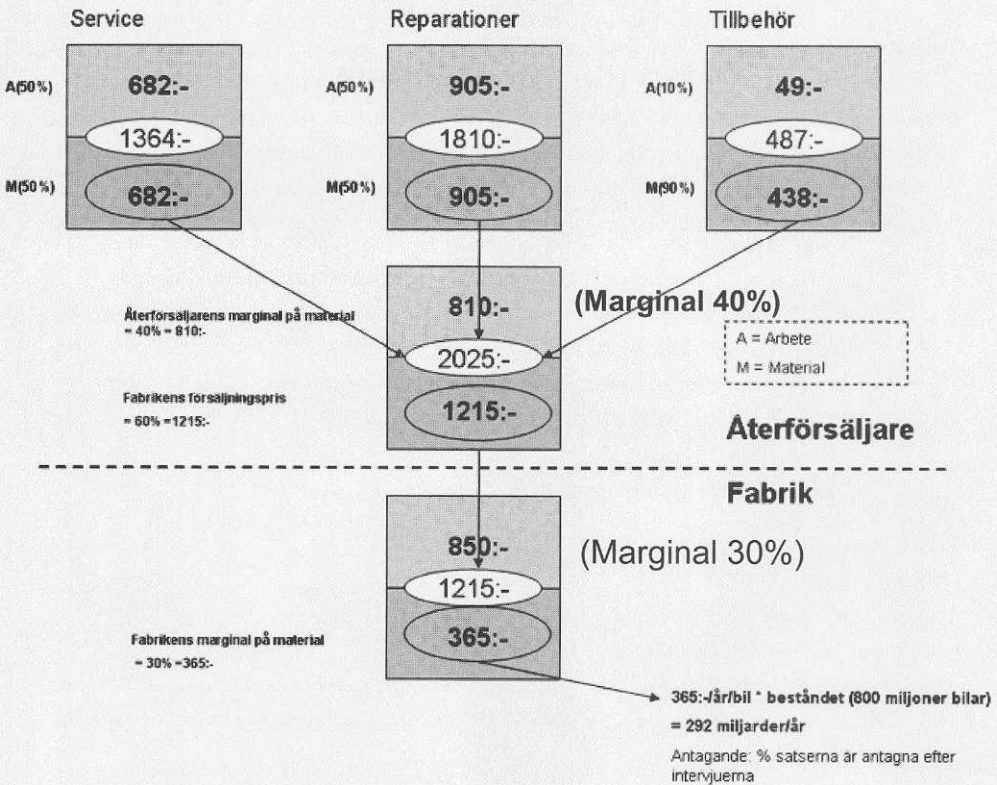 Service
Reparationer
Tillbehör
A(50%)
682:-
A(50%)
905:-
A(10%)
49:-
1364:-
1810:-
487:-
M(50%)
682:-
M(50%)
905:-
M(90%)
438:-
Återförsäljarens marginal på material
= 40% = 810:-
810:-
(Marginal 40%)
2025:-
A = Arbete
M = Material
Fabrikens försäljningspris
= 60% =1215:-
1215:-
Återförsäljare
Fabrik
850:-
(Marginal 30%)
1215:-
Fabrikens marginal på material
= 30% =365:-
365:-
365:-/år/bil * beståndet (800 miljoner bilar)
= 292 miljarder/år
Antagande: % satserna är antagna efter
intervjuerna